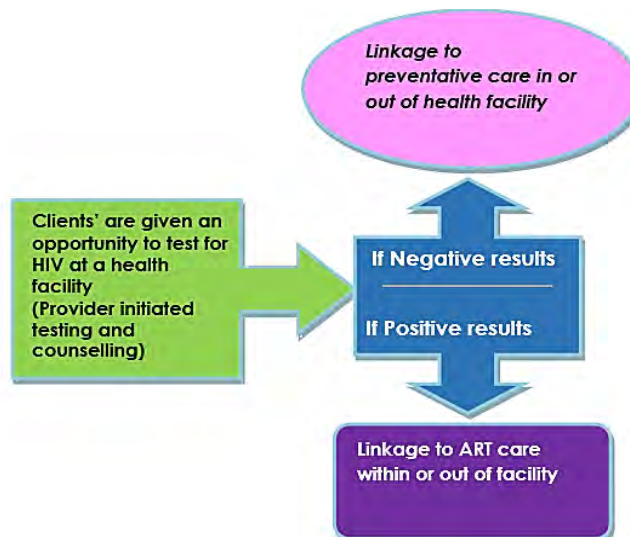 Linkage to
preventative care in or
out of health facility
Clients' are given an
opportunity to test for
HIV at a health
facility
(Provider initiated
testing and
counselling)
If Negative results
If Positive results
Linkage to ART care
within or out of facility